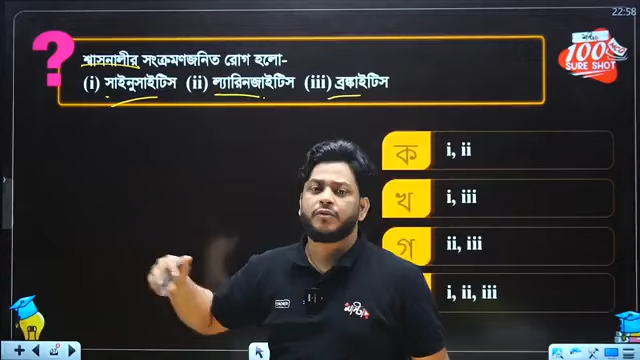 22:58
শ্বাসনালীর সংক্রমণজনিত রোগ হলো-
(i) সাইনুসাইটিস (ii) ল্যারিনজাইটিস (iii) ব্রঙ্কাইটিস
100
SURE SHOT
ক i, ii
খ i, iii
গ ii, iii
i, ii, iii